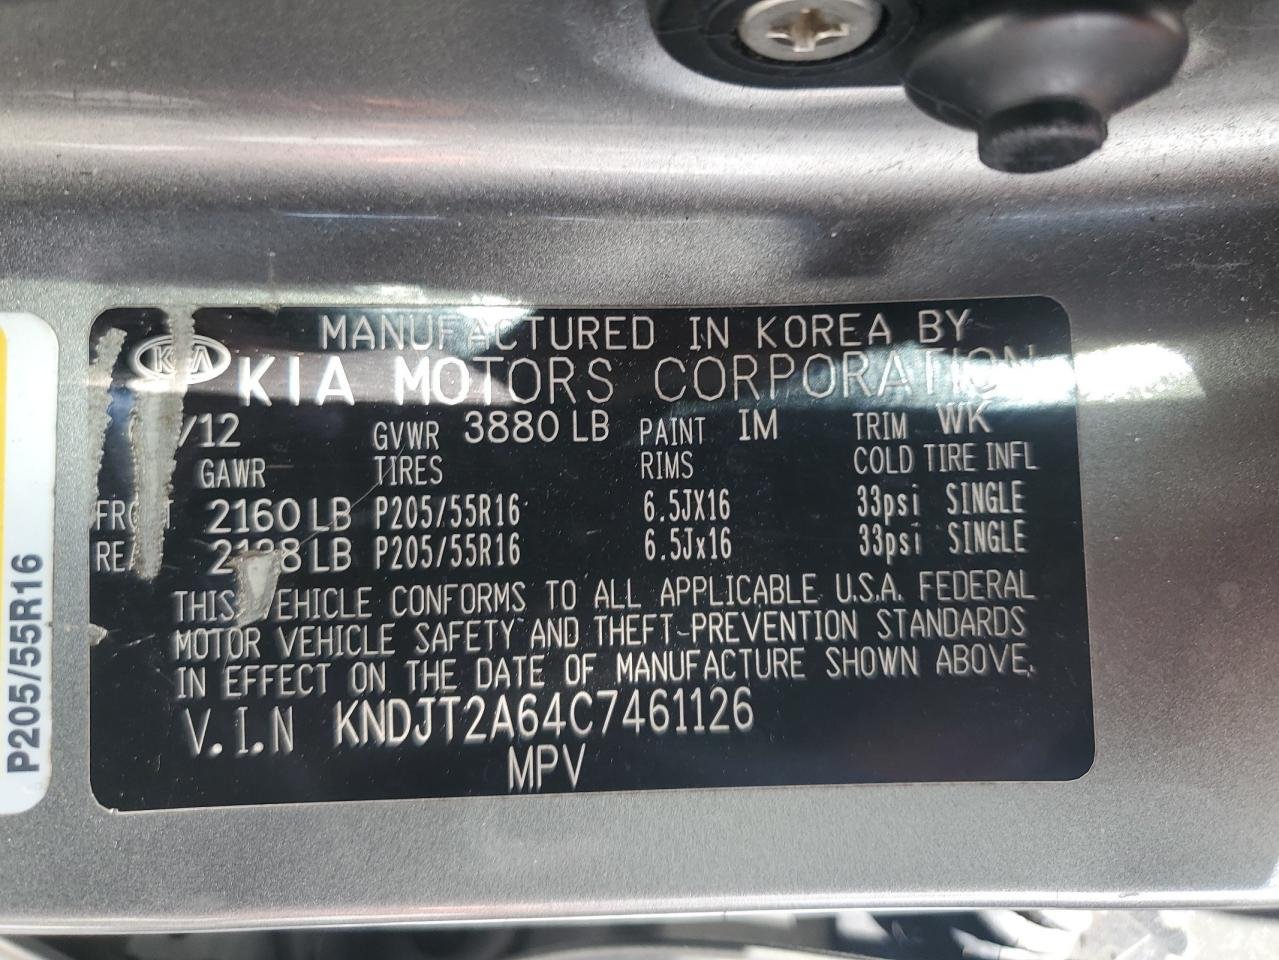 MANUFACTURED IN KOREA BY
KIA KIA MOTORS CORPORATION
/12 GVWR 3880 LB PAINT IM TRIM WK
GAWR TIRES RIMS COLD TIRE INFL
2160 LB P205/55R16 6.5JX16 33psi SINGLE
LB P205/55R16 6.5Jx16 33psi SINGLE
THIS VEHICLE CONFORMS TO ALL APPLICABLE U.S.A. FEDERAL
MOTOR VEHICLE SAFETY AND THEFT-PREVENTION STANDARDS
IN EFFECT ON THE DATE OF MANUFACTURE SHOWN ABOVE.
V.I.N KNDJT2A64C7461126
MPV
P205/55R16